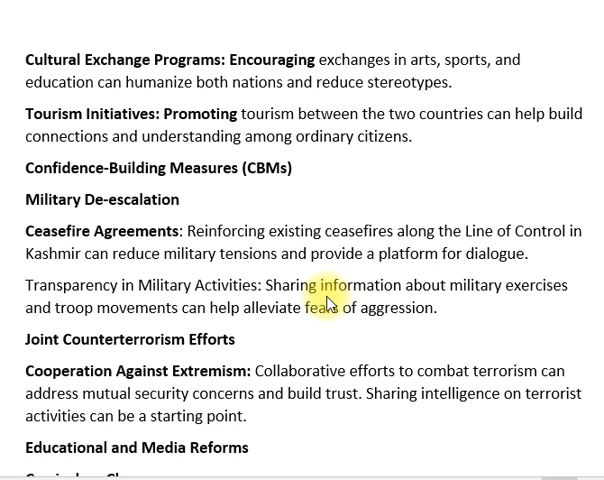 Cultural Exchange Programs: Encouraging exchanges in arts, sports, and
education can humanize both nations and reduce stereotypes.
Tourism Initiatives: Promoting tourism between the two countries can help build
connections and understanding among ordinary citizens.
Confidence-Building Measures (CBMs)
Military De-escalation
Ceasefire Agreements: Reinforcing existing ceasefires along the Line of Control in
Kashmir can reduce military tensions and provide a platform for dialogue.
Transparency in Military Activities: Sharing information about military exercises
and troop movements can help alleviate fears of aggression.
Joint Counterterrorism Efforts
Cooperation Against Extremism: Collaborative efforts to combat terrorism can
address mutual security concerns and build trust. Sharing intelligence on terrorist
activities can be a starting point.
Educational and Media Reforms